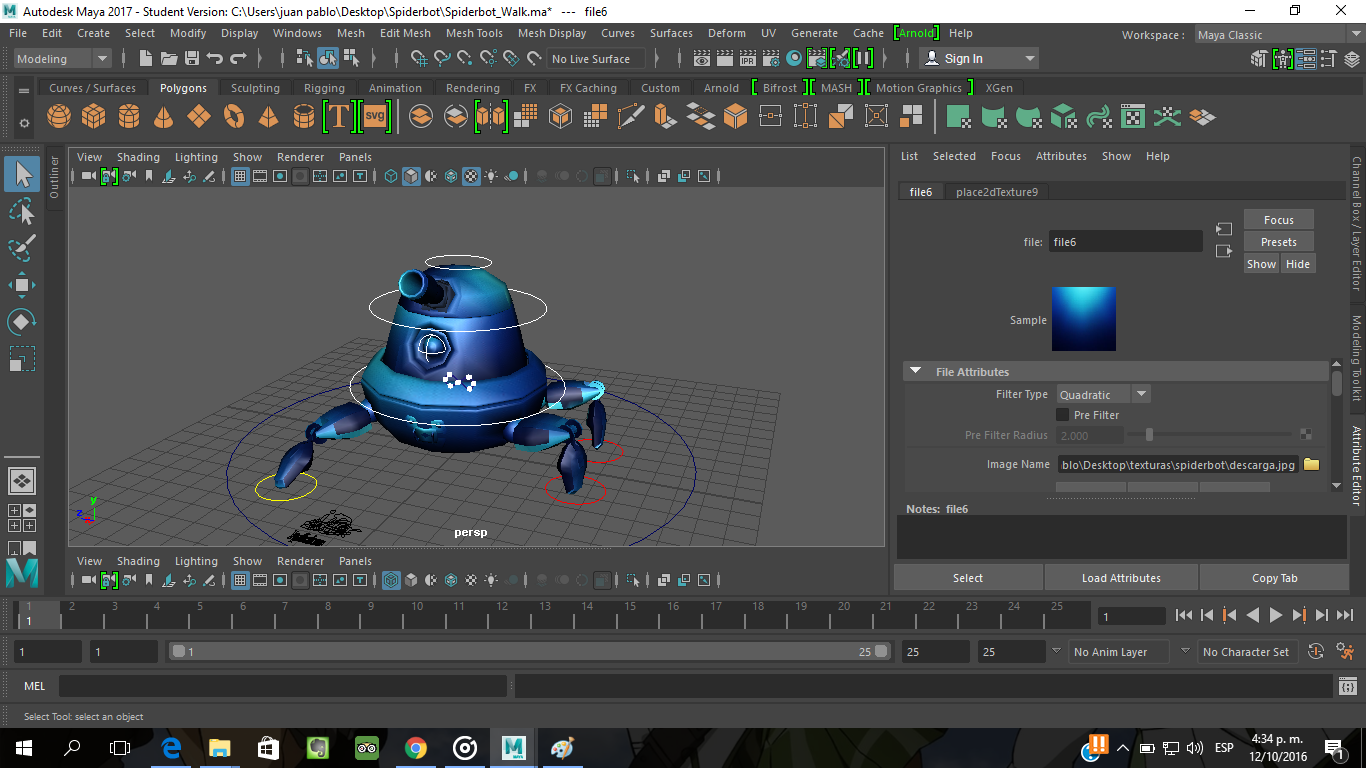 Autodesk Maya 2017 - Student Version: C:\Users\juan pablo\Desktop\Spiderbot\Spiderbot_Walk.ma* --- file6
File Edit Create Select Modify Display Windows Mesh Edit Mesh Mesh Tools Mesh Display Curves Surfaces Deform UV Generate Cache [Arnold] Help Workspace : Maya Classic
Modeling No Live Surface IPR Sign In
Curves / Surfaces Polygons Sculpting Rigging Animation Rendering FX FX Caching Custom Arnold [ Bifrost ] [ MASH ] [ Motion Graphics ] XGen
T svg
Outliner
View Shading Lighting Show Renderer Panels
persp
View Shading Lighting Show Renderer Panels
List Selected Focus Attributes Show Help
file6 place2dTexture9
file: file6
Focus
Presets
Show Hide
Sample
File Attributes
Filter Type Quadratic
Pre Filter
Pre Filter Radius 2.000
Image Name blo\Desktop\texturas\spiderbot\descarga.jpg
Notes: file6
Select Load Attributes Copy Tab
Channel Box / Layer Editor
Modeling Toolkit
Attribute Editor
y
z
1 2 3 4 5 6 7 8 9 10 11 12 13 14 15 16 17 18 19 20 21 22 23 24 25
1 1
1 1 1 25 25 25 No Anim Layer No Character Set
MEL
Select Tool: select an object
ESP
4:34 p. m.
12/10/2016
1